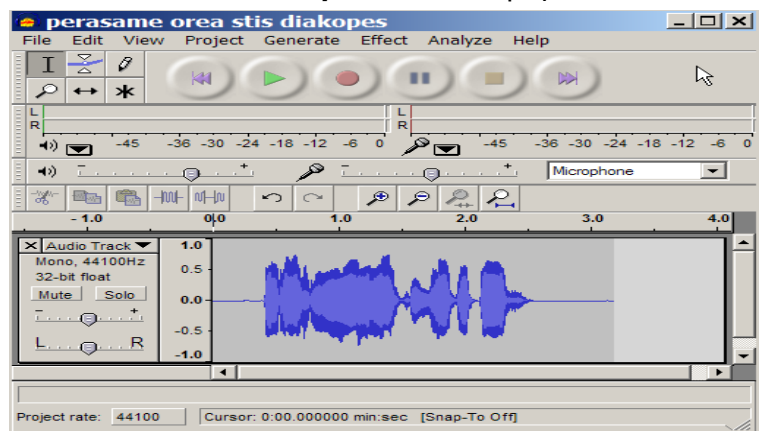 perasame orea stis diakopes
File Edit View Project Generate Effect Analyze Help
L L
R R
-45 -36 -30 -24 -18 -12 -6 0 -45 -36 -30 -24 -18 -12 -6 0
- + - + Microphone
- 1.0 0.0 1.0 2.0 3.0 4.0
Audio Track 1.0
Mono, 44100Hz
32-bit float 0.5
Mute Solo 0.0
- +
-0.5
L R
-1.0
Project rate: 44100 Cursor: 0:00.000000 min:sec [Snap-To Off]